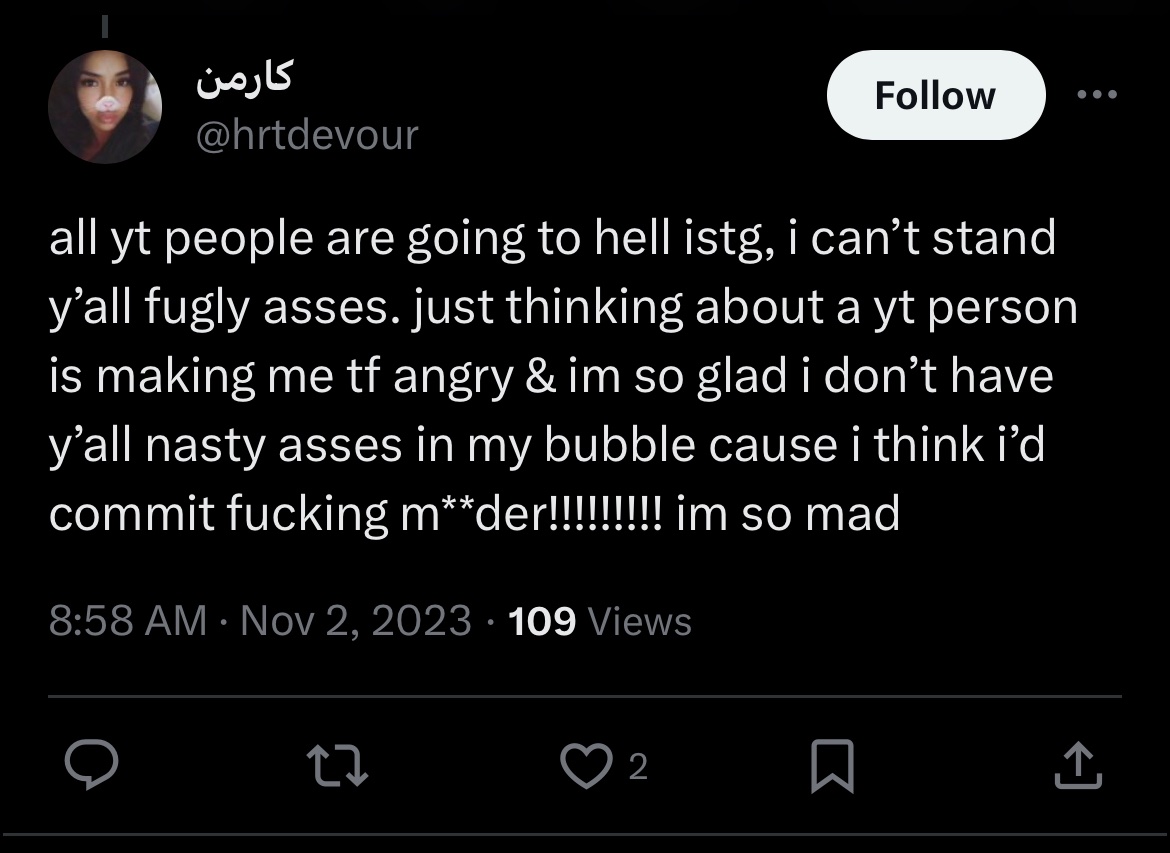 كارمن
@hrtdevour
Follow
all yt people are going to hell istg, i can’t stand
y’all fugly asses. just thinking about a yt person
is making me tf angry & im so glad i don’t have
y’all nasty asses in my bubble cause i think i’d
commit fucking m**der!!!!!!!!! im so mad
8:58 AM · Nov 2, 2023 · 109 Views
2